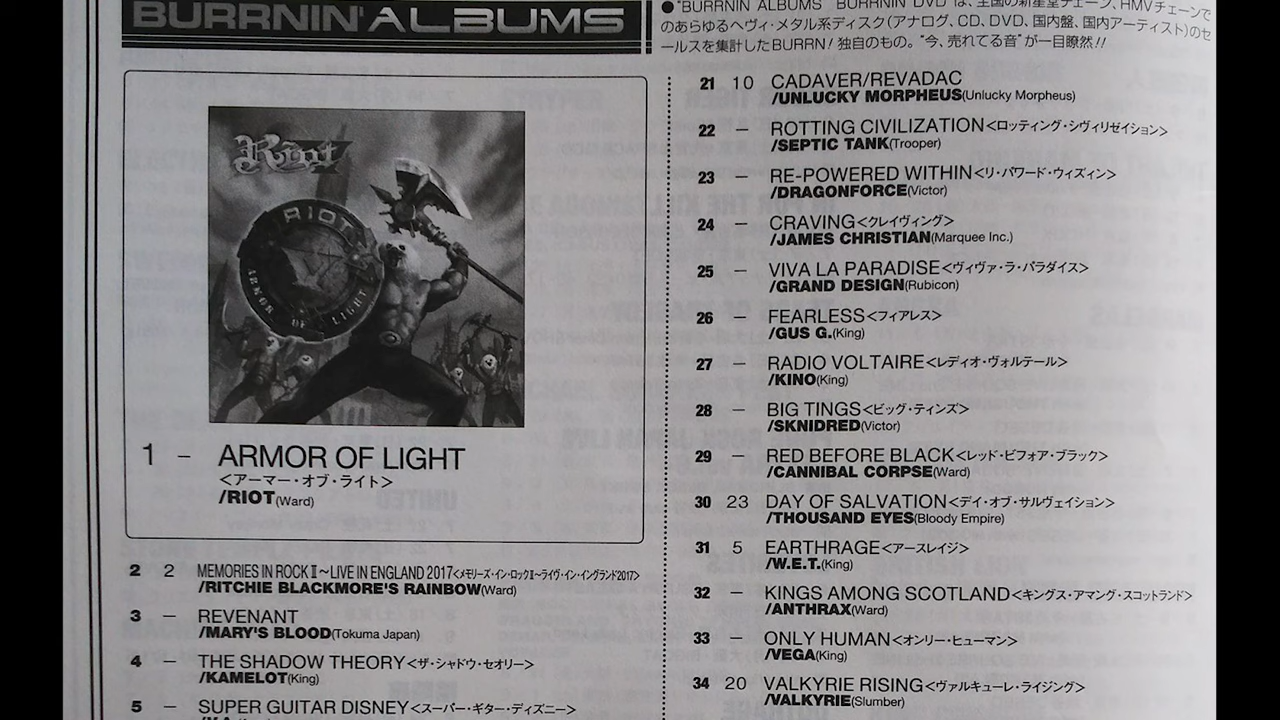 BURRNIN' ALBUMS
●"BURRNIN' ALBUMS" "BURRNIN' DVD"は、全国の新星堂チェーン、HMVチェーンで
のあらゆるヘヴィ・メタル系ディスク(アナログ、CD、DVD、国内盤、国内アーティスト)のセ
ールスを集計したBURRN!独自のもの。"今、売れてる音"が一目瞭然!!
Riot
RIOT
ARMOR OF LIGHT
1 – ARMOR OF LIGHT
<アーマー・オブ・ライト>
/RIOT(Ward)
2 2 MEMORIES IN ROCK Ⅱ~LIVE IN ENGLAND 2017<メモリーズ・イン・ロックⅡ~ライヴ・イン・イングランド2017>
/RITCHIE BLACKMORE'S RAINBOW(Ward)
3 – REVENANT
/MARY'S BLOOD(Tokuma Japan)
4 – THE SHADOW THEORY<ザ・シャドウ・セオリー>
/KAMELOT(King)
5 – SUPER GUITAR DISNEY<スーパー・ギター・ディズニー>
21 10 CADAVER/REVADAC
/UNLUCKY MORPHEUS(Unlucky Morpheus)
22 – ROTTING CIVILIZATION<ロッティング・シヴィリゼイション>
/SEPTIC TANK(Trooper)
23 – RE-POWERED WITHIN<リ・パワード・ウィズィン>
/DRAGONFORCE(Victor)
24 – CRAVING<クレイヴィング>
/JAMES CHRISTIAN(Marquee Inc.)
25 – VIVA LA PARADISE<ヴィヴァ・ラ・パラダイス>
/GRAND DESIGN(Rubicon)
26 – FEARLESS<フィアレス>
/GUS G.(King)
27 – RADIO VOLTAIRE<レディオ・ヴォルテール>
/KINO(King)
28 – BIG TINGS<ビッグ・ティンズ>
/SKNIDRED(Victor)
29 – RED BEFORE BLACK<レッド・ビフォア・ブラック>
/CANNIBAL CORPSE(Ward)
30 23 DAY OF SALVATION<デイ・オブ・サルヴェイション>
/THOUSAND EYES(Bloody Empire)
31 5 EARTHRAGE<アースレイジ>
/W.E.T.(King)
32 – KINGS AMONG SCOTLAND<キングス・アマング・スコットランド>
/ANTHRAX(Ward)
33 – ONLY HUMAN<オンリー・ヒューマン>
/VEGA(King)
34 20 VALKYRIE RISING<ヴァルキューレ・ライジング>
/VALKYRIE(Slumber)